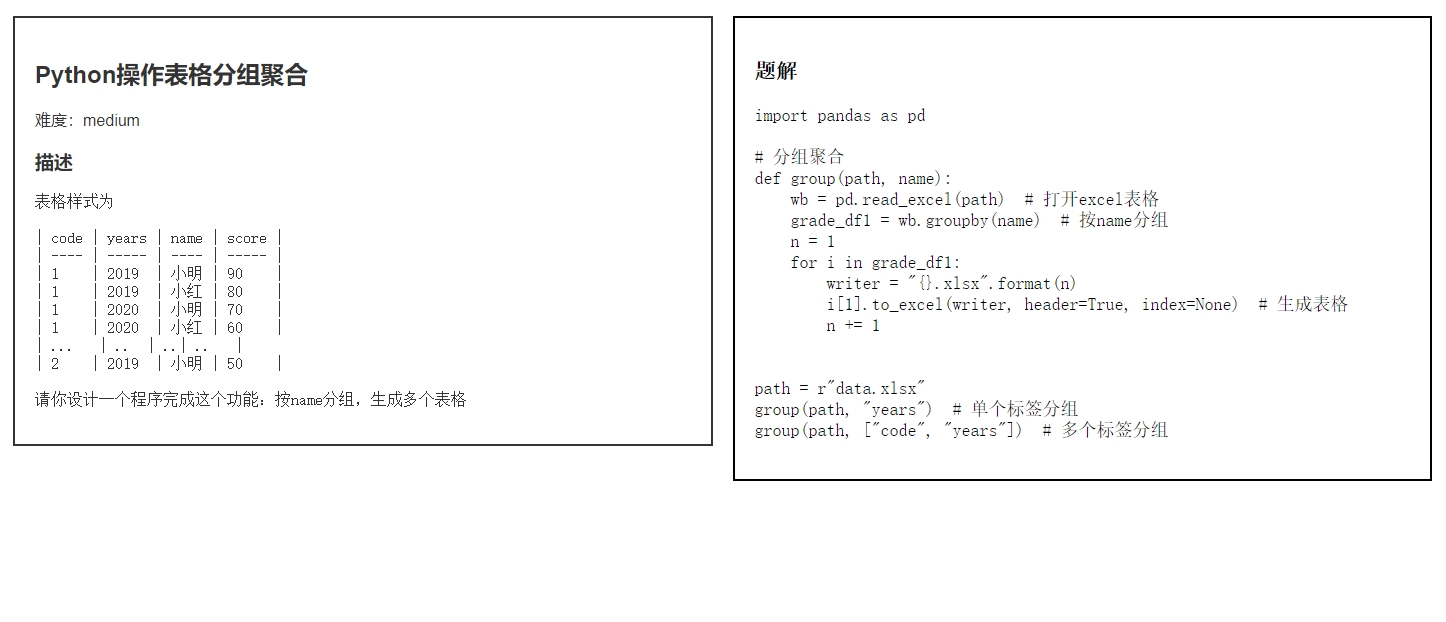 Python操作表格分组聚合
难度：medium
描述
表格样式为
| code | years | name | score |
| ---- | ----- | ---- | ----- |
| 1    | 2019  | 小明 | 90    |
| 1    | 2019  | 小红 | 80    |
| 1    | 2020  | 小明 | 70    |
| 1    | 2020  | 小红 | 60    |
| ...    | ..   | ..| ..    |
| 2    | 2019  | 小明 | 50    |
请你设计一个程序完成这个功能：按name分组，生成多个表格
题解
import pandas as pd
# 分组聚合
def group(path, name):
    wb = pd.read_excel(path)  # 打开excel表格
    grade_df1 = wb.groupby(name)  # 按name分组
    n = 1
    for i in grade_df1:
        writer = "{}.xlsx".format(n)
        i[1].to_excel(writer, header=True, index=None)  # 生成表格
        n += 1
path = r"data.xlsx"
group(path, "years")  # 单个标签分组
group(path, ["code", "years"])  # 多个标签分组